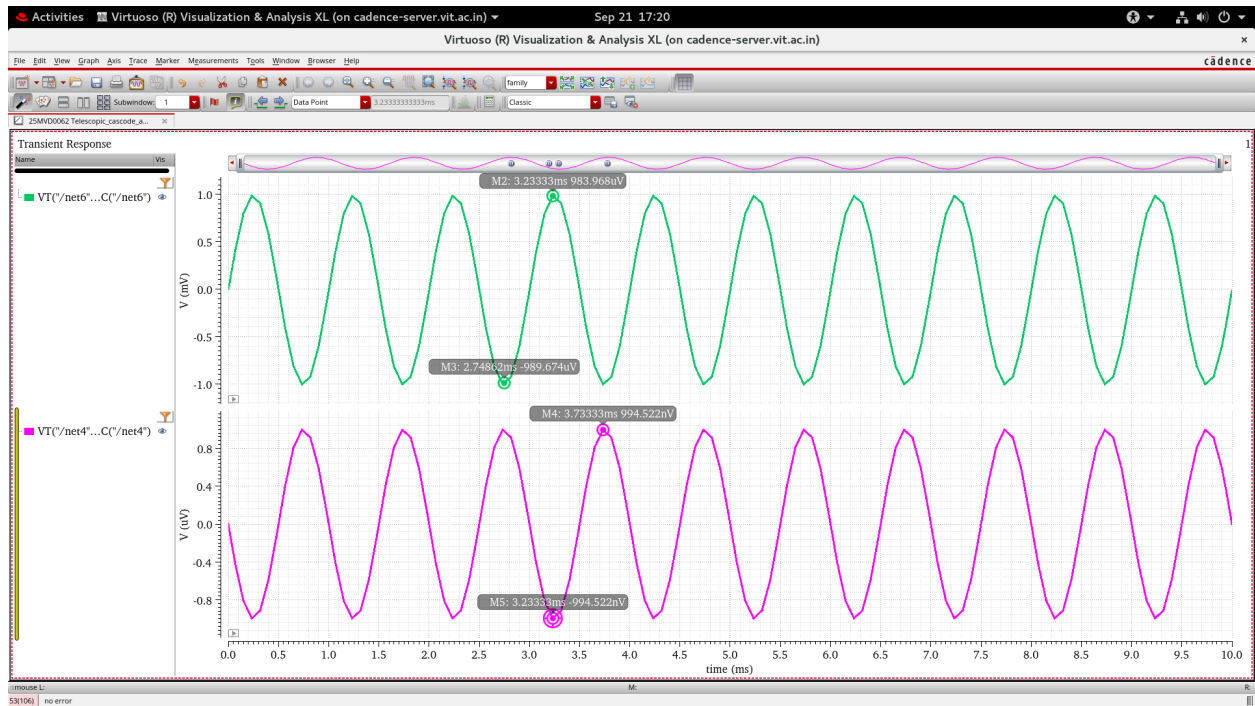 Activities Virtuoso (R) Visualization & Analysis XL (on cadence-server.vit.ac.in) Sep 21 17:20
Virtuoso (R) Visualization & Analysis XL (on cadence-server.vit.ac.in) ×
File Edit View Graph Axis Trace Marker Measurements Tools Window Browser Help cādence
family
Subwindow: 1 Data Point 3.23333333333ms Classic
25MVD0062 Telescopic_cascode_a... ×
Transient Response 1
Name Vis
M2: 3.23333ms 983.968uV
VT("/net6"...C("/net6")
1.0
0.5
0.0
-0.5
-1.0
V (mV)
M3: 2.74862ms -989.674uV
M4: 3.73333ms 994.522nV
VT("/net4"...C("/net4")
0.8
0.4
0.0
-0.4
-0.8
V (uV)
M5: 3.23333ms -994.522nV
0.0 0.5 1.0 1.5 2.0 2.5 3.0 3.5 4.0 4.5 5.0 5.5 6.0 6.5 7.0 7.5 8.0 8.5 9.0 9.5 10.0
time (ms)
mouse L: M: R:
53(106) no error